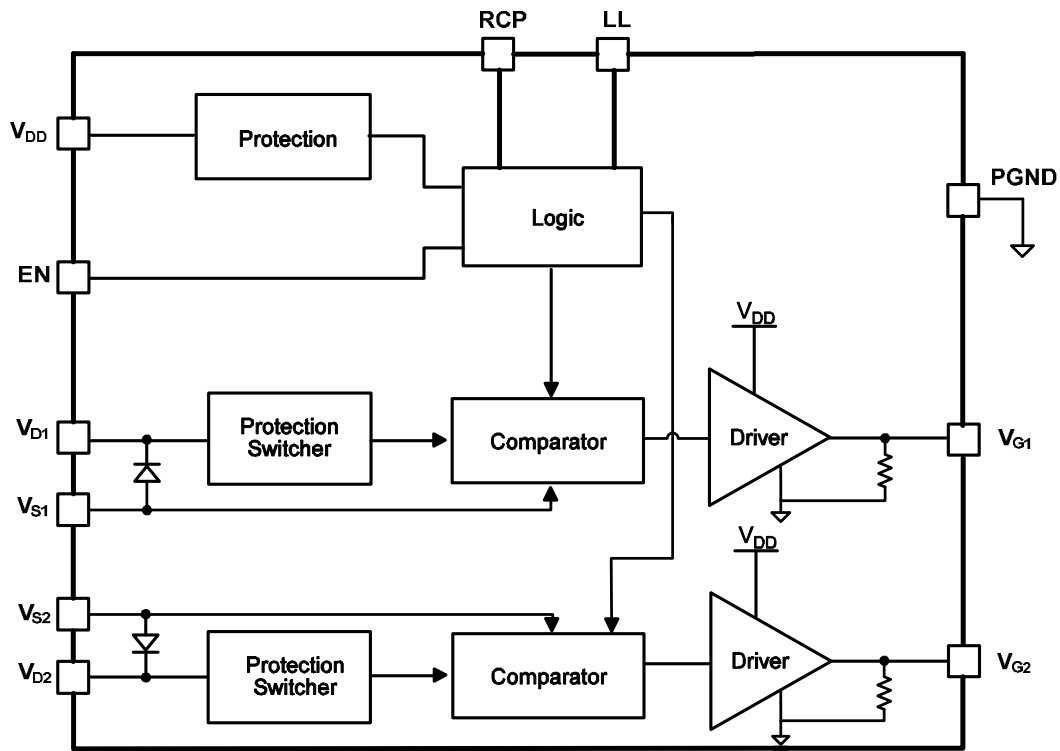 RCP LL
VDD
Protection
PGND
Logic
EN
VDD
VD1
Protection
Switcher
Comparator
Driver
VG1
VS1
VDD
VS2
VD2
Protection
Switcher
Comparator
Driver
VG2